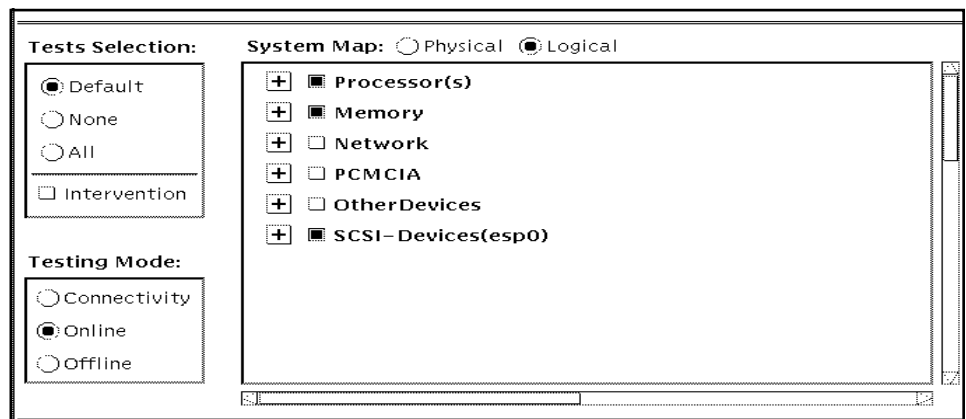 Tests Selection:
Default
None
All
Intervention
Testing Mode:
Connectivity
Online
Offline
System Map: Physical Logical
+ Processor(s)
+ Memory
+ Network
+ PCMCIA
+ OtherDevices
+ SCSI-Devices(esp0)